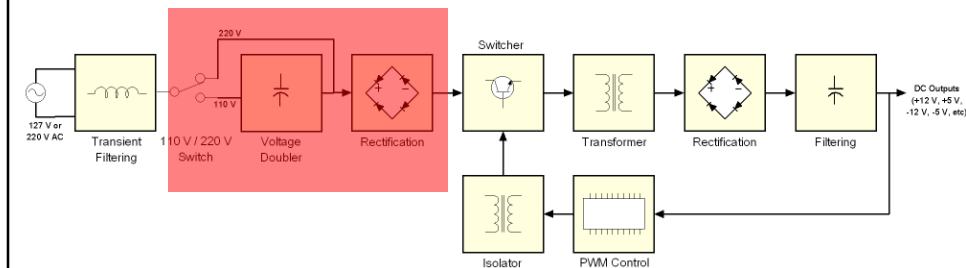 Switcher
220 V
110 V
127 V or
220 V AC
Transient
Filtering
110 V / 220 V
Switch
Voltage
Doubler
Rectification
Transformer
Rectification
Filtering
DC Outputs
(+12 V, +5 V,
-12 V, -5 V, etc)
Isolator
PWM Control